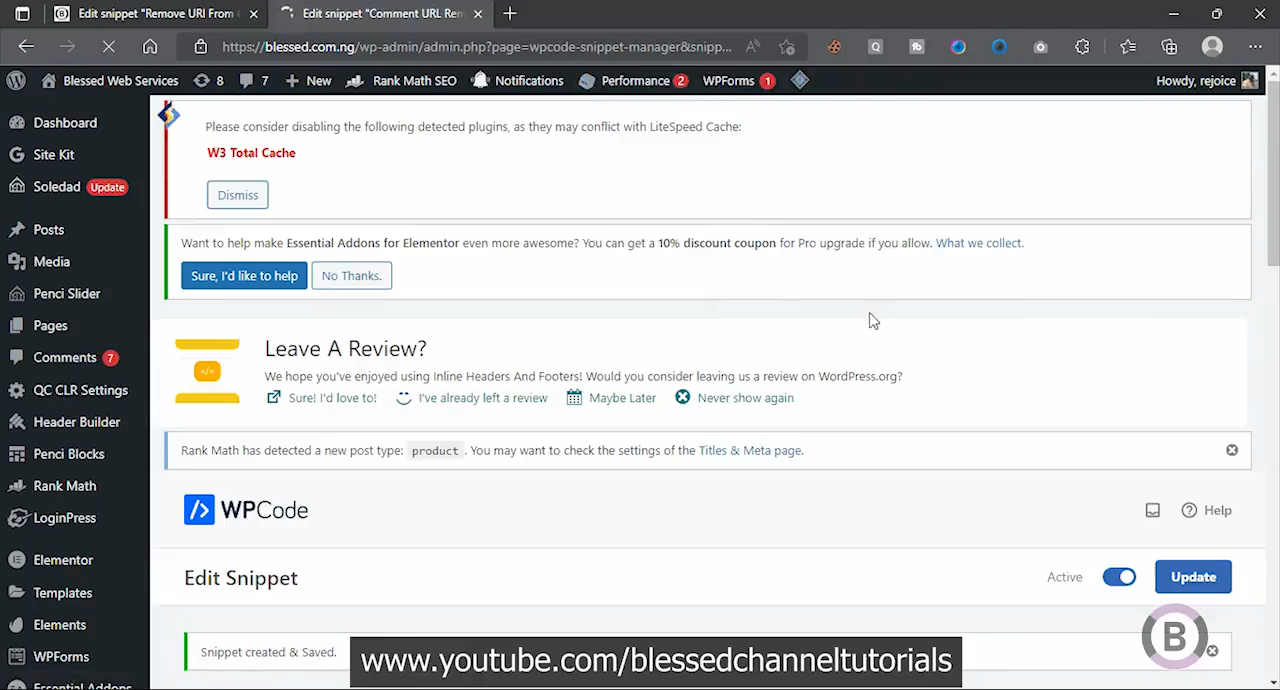 Edit snippet "Remove URl From
Edit snippet "Comment URL Rem
https://blessed.com.ng/wp-admin/admin.php?page=wpcode-snippet-manager&snipp...
Blessed Web Services
8
7
New
Rank Math SEO
Notifications
Performance 2
WPForms 1
Howdy, rejoice
Dashboard
Site Kit
Soledad Update
Posts
Media
Penci Slider
Pages
Comments 7
QC CLR Settings
Header Builder
Penci Blocks
Rank Math
LoginPress
Elementor
Templates
Elements
WPForms
Essential Addons
Please consider disabling the following detected plugins, as they may conflict with LiteSpeed Cache:
W3 Total Cache
Dismiss
Want to help make Essential Addons for Elementor even more awesome? You can get a 10% discount coupon for Pro upgrade if you allow. What we collect.
Sure, I'd like to help
No Thanks.
Leave A Review?
We hope you've enjoyed using Inline Headers And Footers! Would you consider leaving us a review on WordPress.org?
Sure! I'd love to!
I've already left a review
Maybe Later
Never show again
Rank Math has detected a new post type: product . You may want to check the settings of the Titles & Meta page.
WPCode
Help
Edit Snippet
Active
Update
Snippet created & Saved.
B
www.youtube.com/blessedchanneltutorials